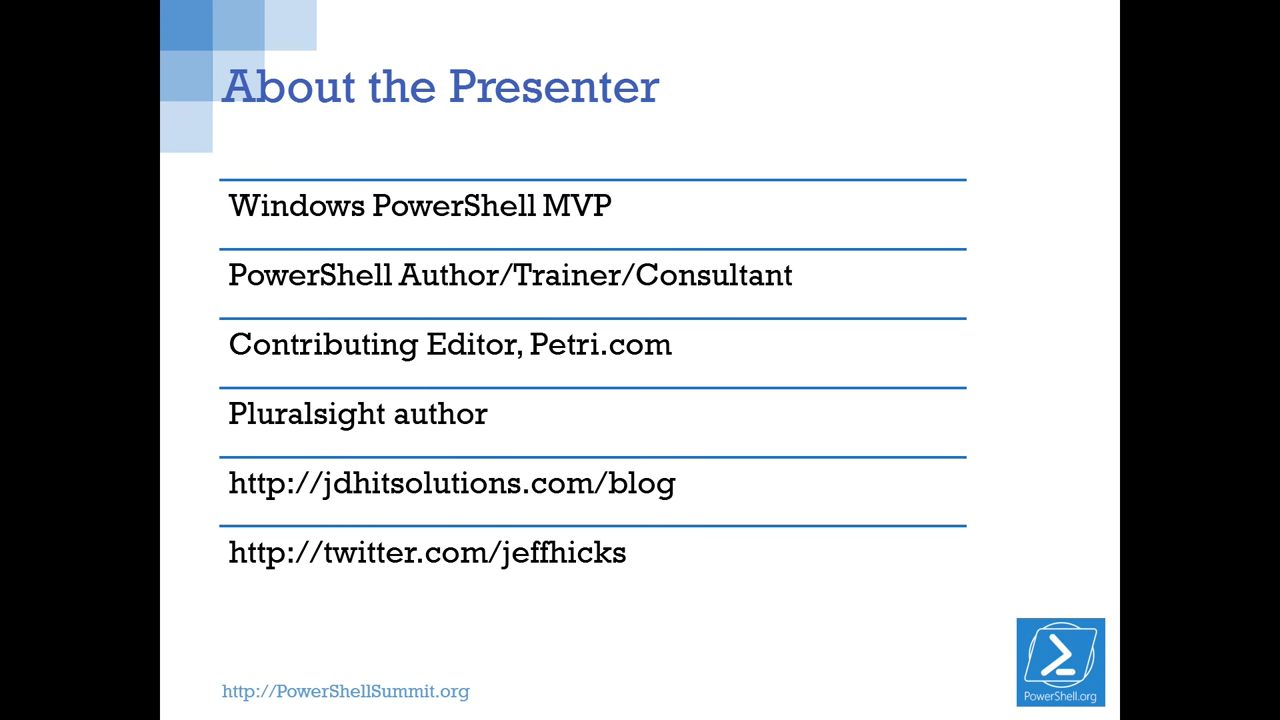 About the Presenter
Windows PowerShell MVP
PowerShell Author/Trainer/Consultant
Contributing Editor, Petri.com
Pluralsight author
http://jdhitsolutions.com/blog
http://twitter.com/jeffhicks
http://PowerShellSummit.org
PowerShell.org